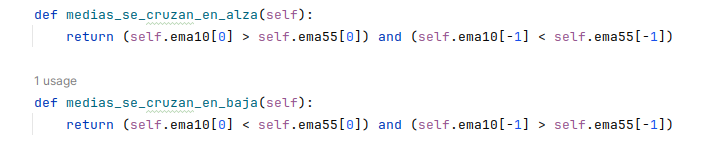 def medias_se_cruzan_en_alza(self):
    return (self.ema10[0] > self.ema55[0]) and (self.ema10[-1] < self.ema55[-1])
1 usage
def medias_se_cruzan_en_baja(self):
    return (self.ema10[0] < self.ema55[0]) and (self.ema10[-1] > self.ema55[-1])